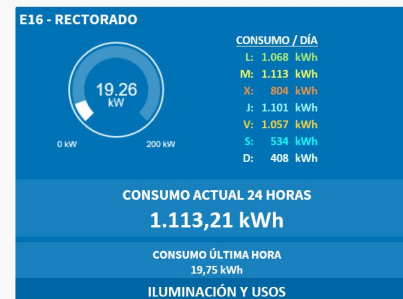 E16 - RECTORADO
19.26
kW
0 kW
200 kW
CONSUMO / DÍA
L: 1.068 kWh
M: 1.113 kWh
X: 804 kWh
J: 1.101 kWh
V: 1.057 kWh
S: 534 kWh
D: 408 kWh
CONSUMO ACTUAL 24 HORAS
1.113,21 kWh
CONSUMO ÚLTIMA HORA
19,75 kWh
ILUMINACIÓN Y USOS